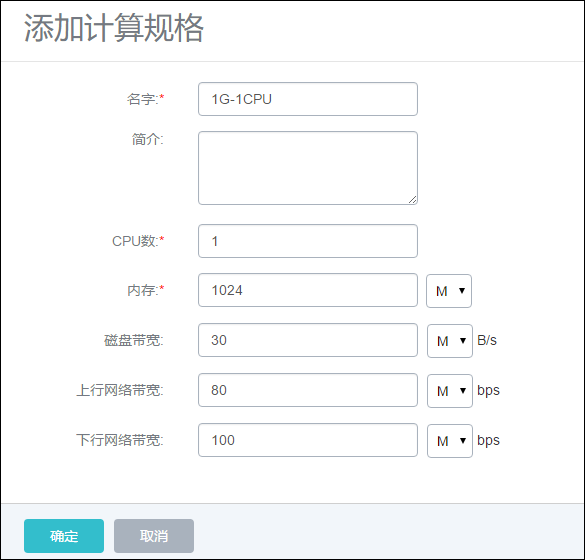 添加计算规格
名字:* 1G-1CPU
简介:
CPU数:* 1
内存:* 1024 M
磁盘带宽: 30 M B/s
上行网络带宽: 80 M bps
下行网络带宽: 100 M bps
确定 取消